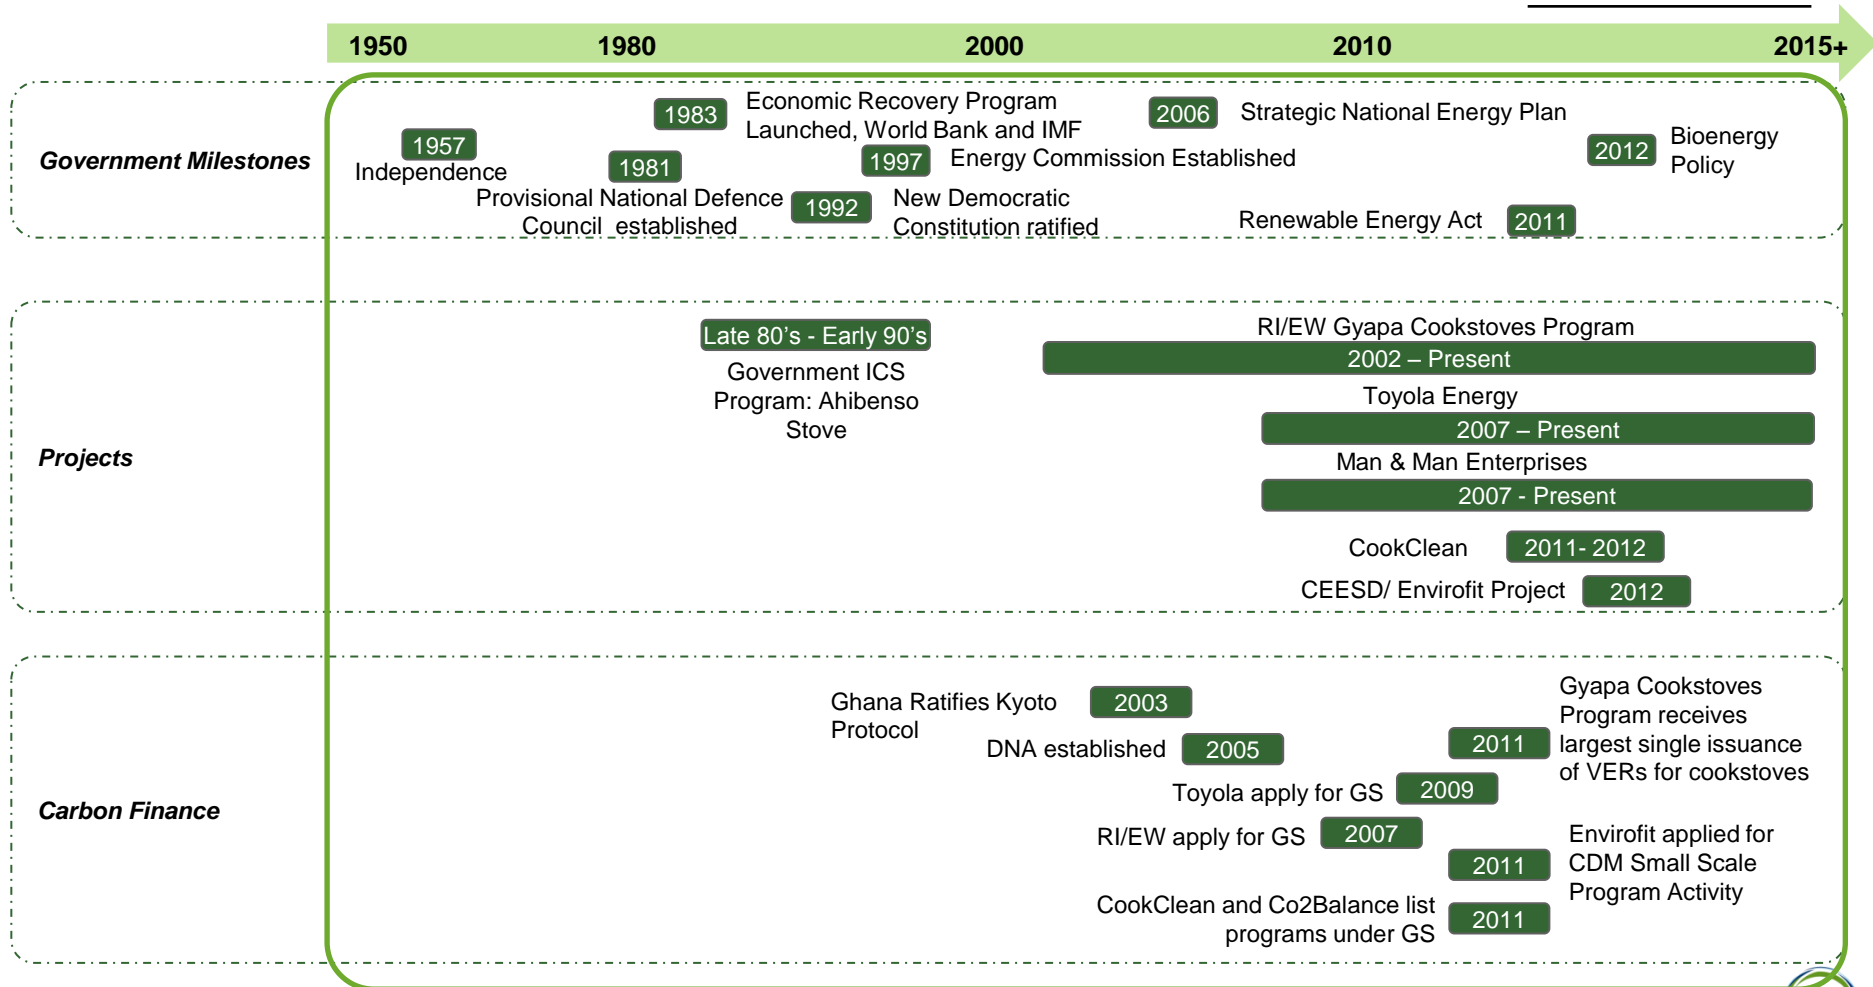 1950 1980 2000 2010 2015+
Government Milestones
1957
Independence
1983
Economic Recovery Program
Launched, World Bank and IMF
1981
Provisional National Defence
Council established
1997
Energy Commission Established
1992
New Democratic
Constitution ratified
2006
Strategic National Energy Plan
2012
Bioenergy
Policy
Renewable Energy Act
2011
Projects
Late 80’s - Early 90’s
Government ICS
Program: Ahibenso
Stove
RI/EW Gyapa Cookstoves Program
2002 – Present
Toyola Energy
2007 – Present
Man & Man Enterprises
2007 - Present
CookClean
2011- 2012
CEESD/ Envirofit Project
2012
Carbon Finance
Ghana Ratifies Kyoto
Protocol
2003
DNA established
2005
2011
Gyapa Cookstoves
Program receives
largest single issuance
of VERs for cookstoves
Toyola apply for GS
2009
RI/EW apply for GS
2007
2011
Envirofit applied for
CDM Small Scale
Program Activity
CookClean and Co2Balance list
programs under GS
2011